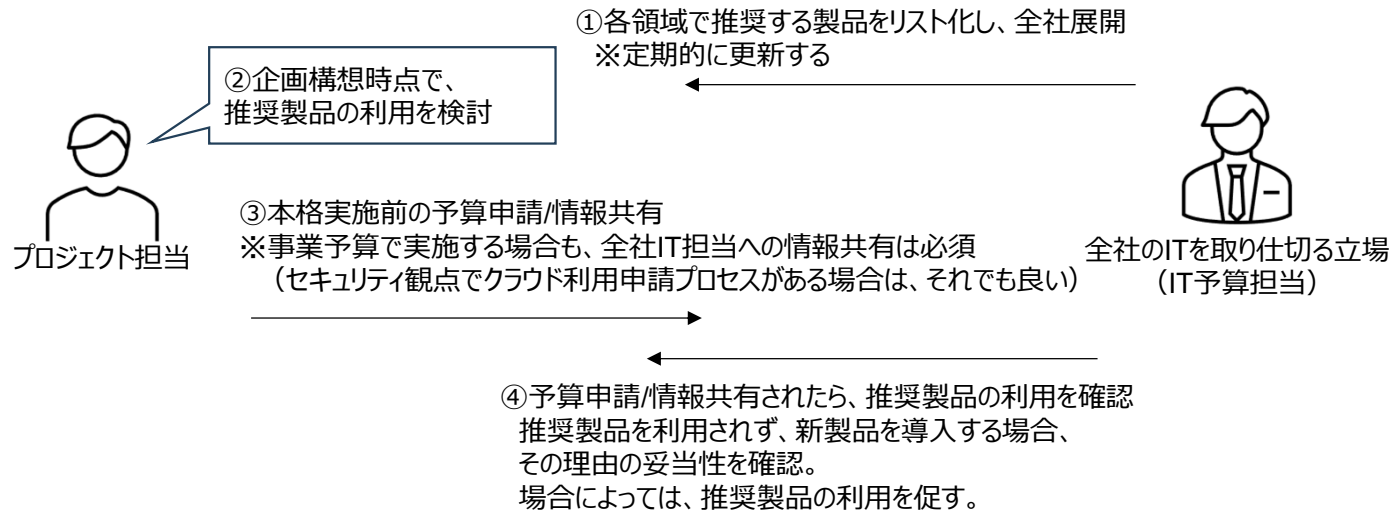 ①各領域で推奨する製品をリスト化し、全社展開
※定期的に更新する
②企画構想時点で、
推奨製品の利用を検討
プロジェクト担当
③本格実施前の予算申請/情報共有
※事業予算で実施する場合も、全社IT担当への情報共有は必須
（セキュリティ観点でクラウド利用申請プロセスがある場合は、それでも良い）
全社のITを取り仕切る立場
（IT予算担当）
④予算申請/情報共有されたら、推奨製品の利用を確認
推奨製品を利用されず、新製品を導入する場合、
その理由の妥当性を確認。
場合によっては、推奨製品の利用を促す。